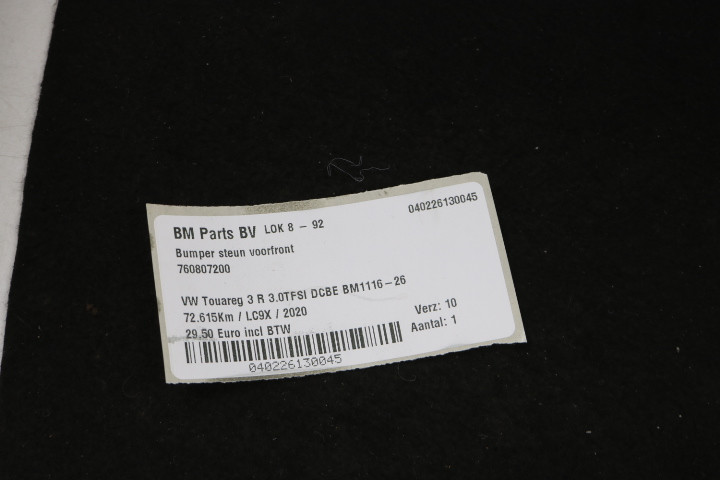 040226130045
BM Parts BV LOK 8 - 92
Bumper steun voorfront
760807200
VW Touareg 3 R 3.0TFSI DCBE BM1116-26
72.615Km / LC9X / 2020
29,50 Euro incl BTW
Verz: 10
Aantal: 1
040226130045